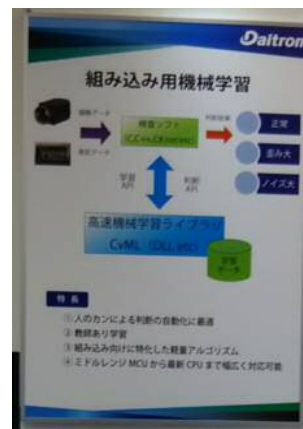 Daitron
組み込み用機械学習
画像データ
判断結果
正常
検査ソフト
歪み大
ノイズ大
学習
API
判断
API
高速機械学習ライブラリ
CvML (DLL,etc)
学習
データ
特長
①人のカンによる判断の自動化に最適
②教師あり学習
③組み込み向けに特化した軽量アルゴリズム
④ミドルレンジ MCU から最新 CPU まで幅広く対応可能